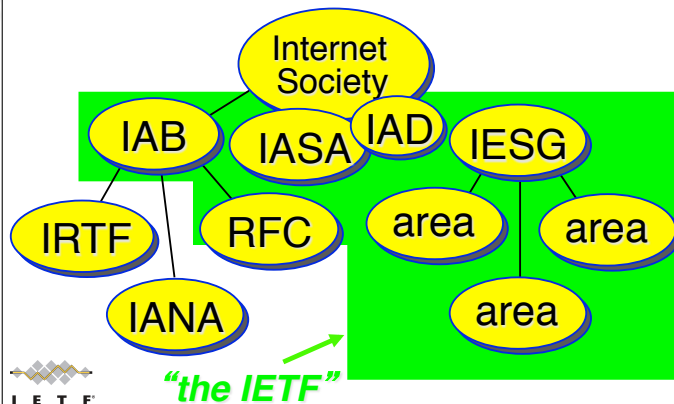 Internet
Society
IAB
IASA
IAD
IESG
IRTF
RFC
area
area
IANA
area
“the IETF”
I E T F®